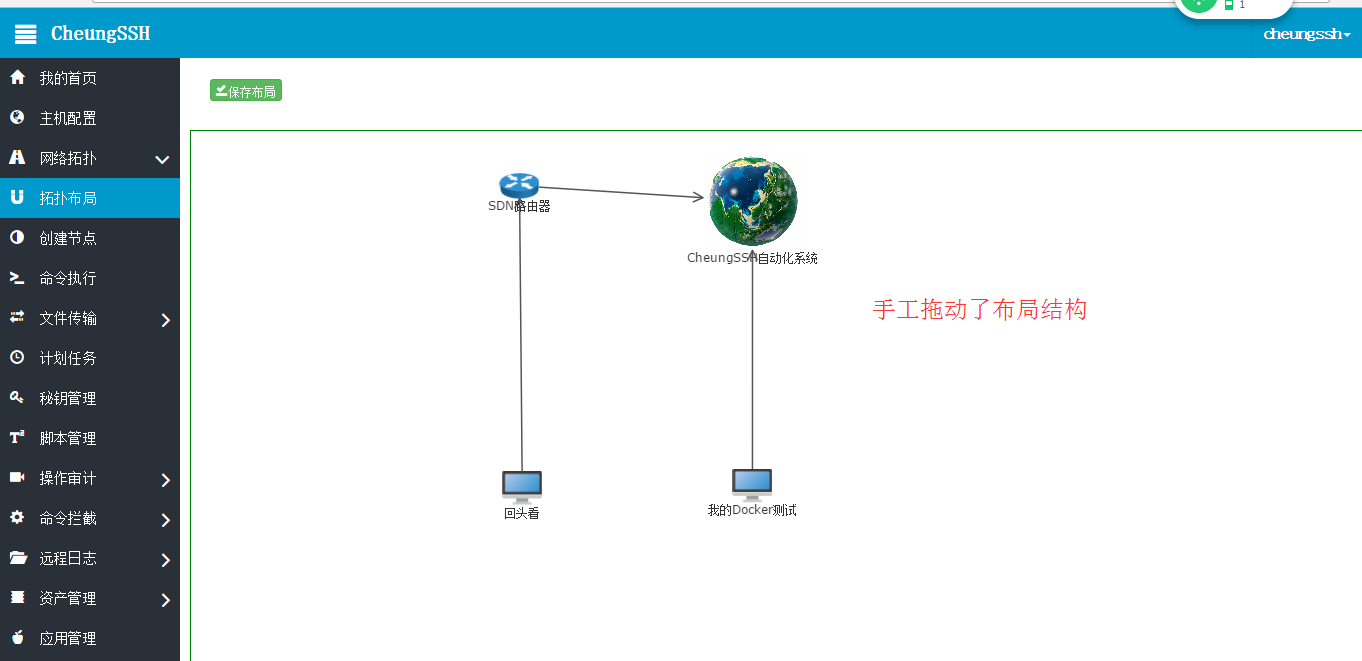 1
CheungSSH
cheungssh
我的首页
主机配置
网络拓扑
拓扑布局
创建节点
命令执行
文件传输
计划任务
秘钥管理
脚本管理
操作审计
命令拦截
远程日志
资产管理
应用管理
保存布局
SDN路由器
CheungSSH自动化系统
手工拖动了布局结构
回头看
我的Docker测试